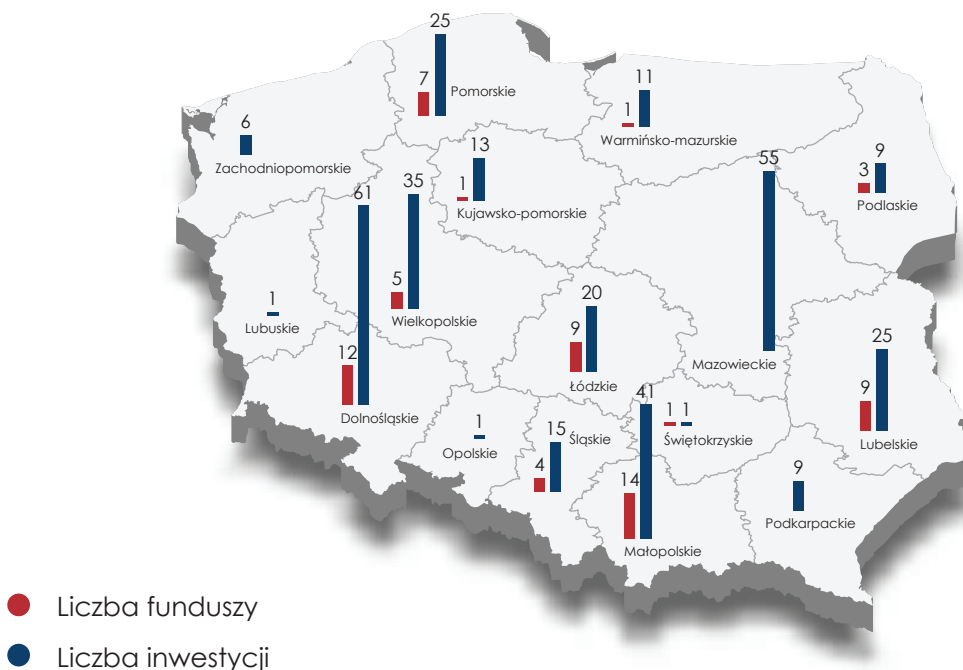 25
7
Pomorskie
11
1
Warmińsko-mazurskie
6
Zachodniopomorskie
13
1
Kujawsko-pomorskie
55
Mazowieckie
9
3
Podlaskie
61
12
Dolnośląskie
35
5
Wielkopolskie
1
Lubuskie
20
9
Łódzkie
25
9
Lubelskie
41
14
Małopolskie
1 1
Świętokrzyskie
1
Opolskie
15
4
Śląskie
9
Podkarpackie
Liczba funduszy
Liczba inwestycji